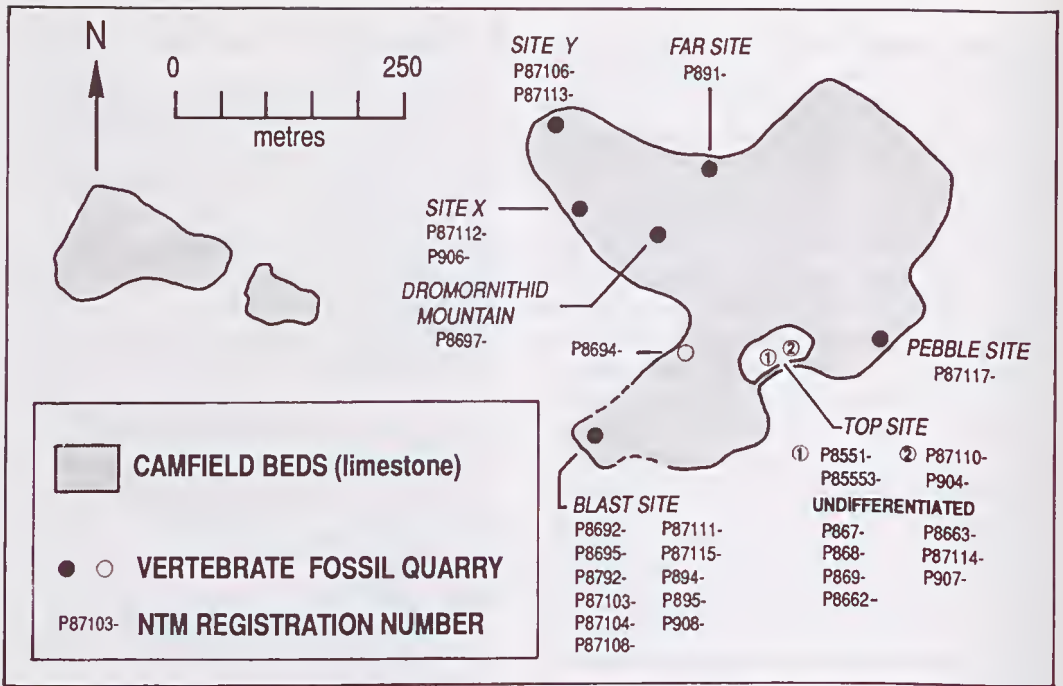 N
0 250
metres
SITE Y
P87106-
P87113-
FAR SITE
P891-
SITE X
P87112-
P906-
DROMORNITHID
MOUNTAIN
P8697-
P8694-
PEBBLE SITE
P87117-
TOP SITE
① P8551- ② P87110-
P85553- P904-
UNDIFFERENTIATED
P867- P8663-
P868- P87114-
P869- P907-
P8662-
① ②
BLAST SITE
P8692- P87111-
P8695- P87115-
P8792- P894-
P87103- P895-
P87104- P908-
P87108-
CAMFIELD BEDS (limestone)
VERTEBRATE FOSSIL QUARRY
P87103- NTM REGISTRATION NUMBER